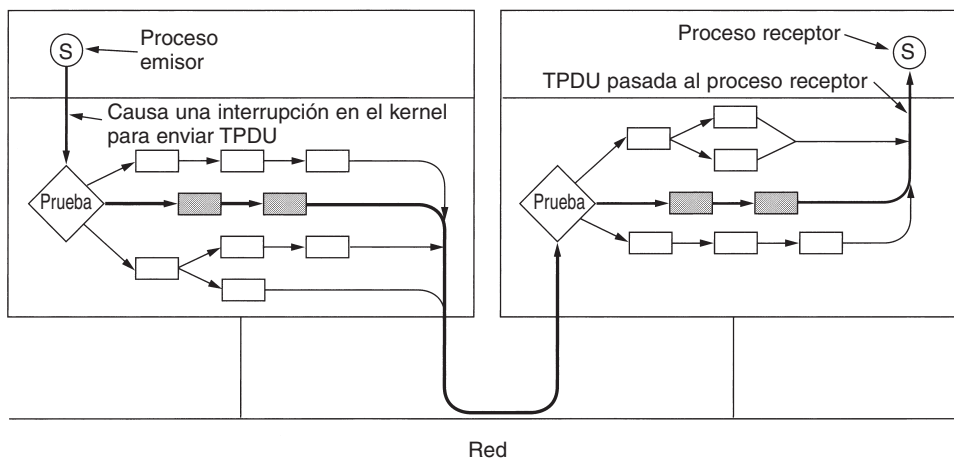 S
Proceso
emisor
Causa una interrupción en el kernel
para enviar TPDU
Prueba
Proceso receptor
S
TPDU pasada al proceso receptor
Prueba
Red